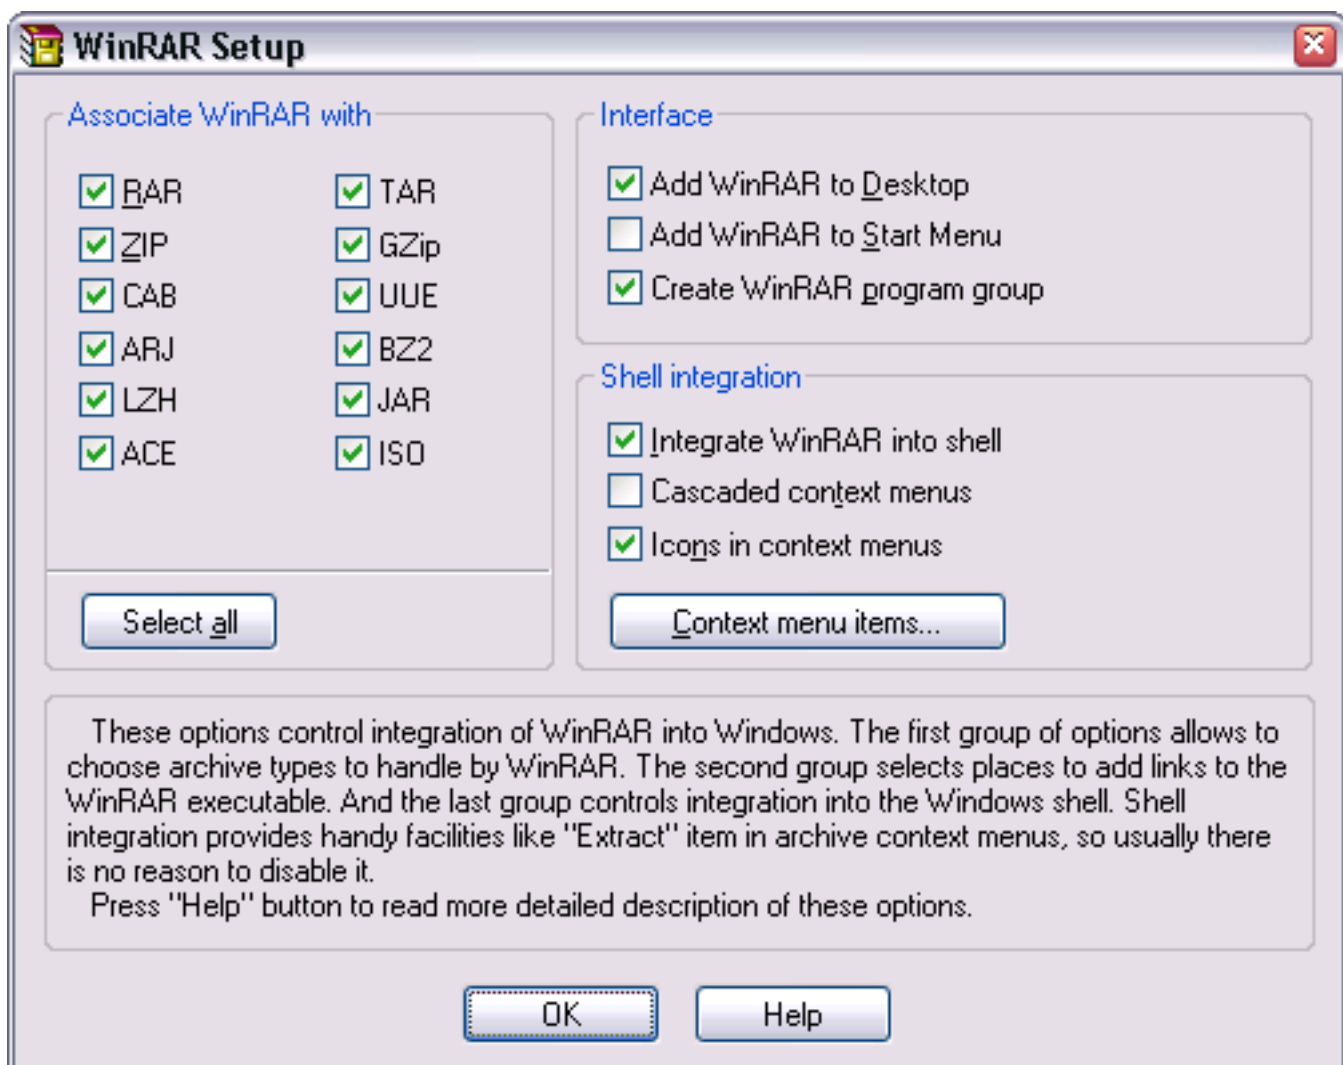 WinRAR Setup
Associate WinRAR with
RAR
TAR
ZIP
GZip
CAB
UUE
ARJ
BZ2
LZH
JAR
ACE
ISO
Select all
Interface
Add WinRAR to Desktop
Add WinRAR to Start Menu
Create WinRAR program group
Shell integration
Integrate WinRAR into shell
Cascaded context menus
Icons in context menus
Context menu items...
These options control integration of WinRAR into Windows. The first group of options allows to
choose archive types to handle by WinRAR. The second group selects places to add links to the
WinRAR executable. And the last group controls integration into the Windows shell. Shell
integration provides handy facilities like "Extract" item in archive context menus, so usually there
is no reason to disable it.
Press "Help" button to read more detailed description of these options.
OK
Help